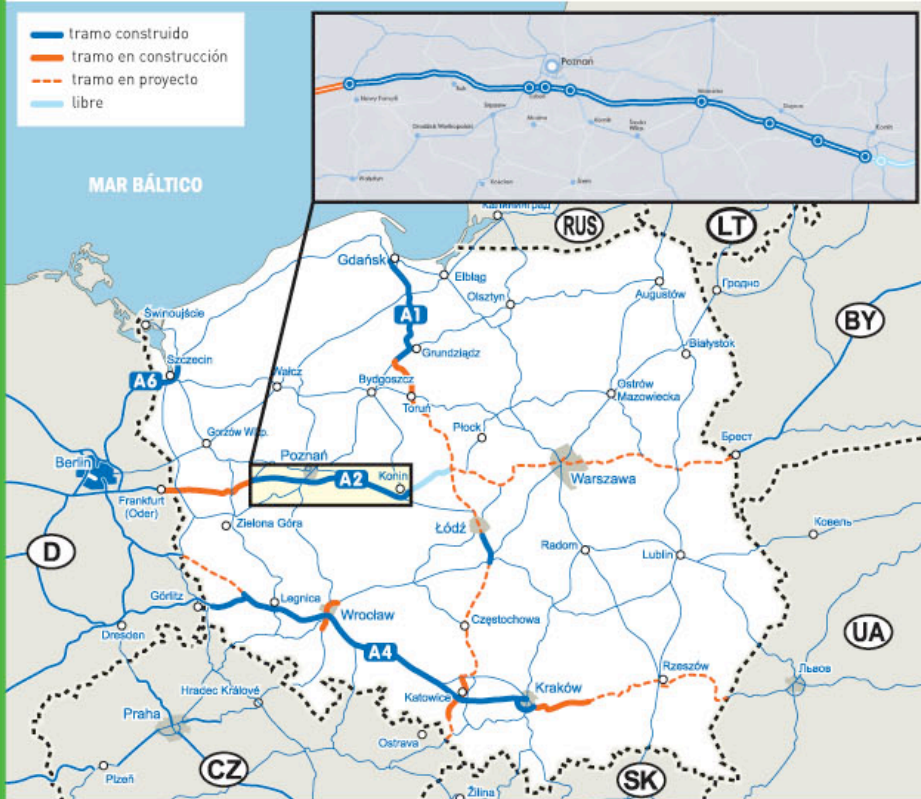 tramo construido
tramo en construcción
tramo en proyecto
libre
Poznań
Konin
MAR BÁLTICO
Калининград
RUS
LT
Gdańsk
Elbląg
Olsztyn
Augustów
Гродно
BY
Świnoujście
Szczecin
A6
A1
Grundziądz
Białystok
Wałcz
Bydgoszcz
Toruń
Ostrów
Mazowiecka
Płock
Gorzów Wlkp.
Брест
Berlin
Poznań
A2
Konin
Warszawa
Frankfurt
(Oder)
Zielona Góra
Łódź
Ковель
D
Radom
Lublin
Görlitz
Legnica
Wrocław
Częstochowa
UA
Dresden
A4
Rzeszów
Львов
Hradec Králové
Katowice
Kraków
Praha
Ostrava
Plzeň
CZ
SK
Žilina